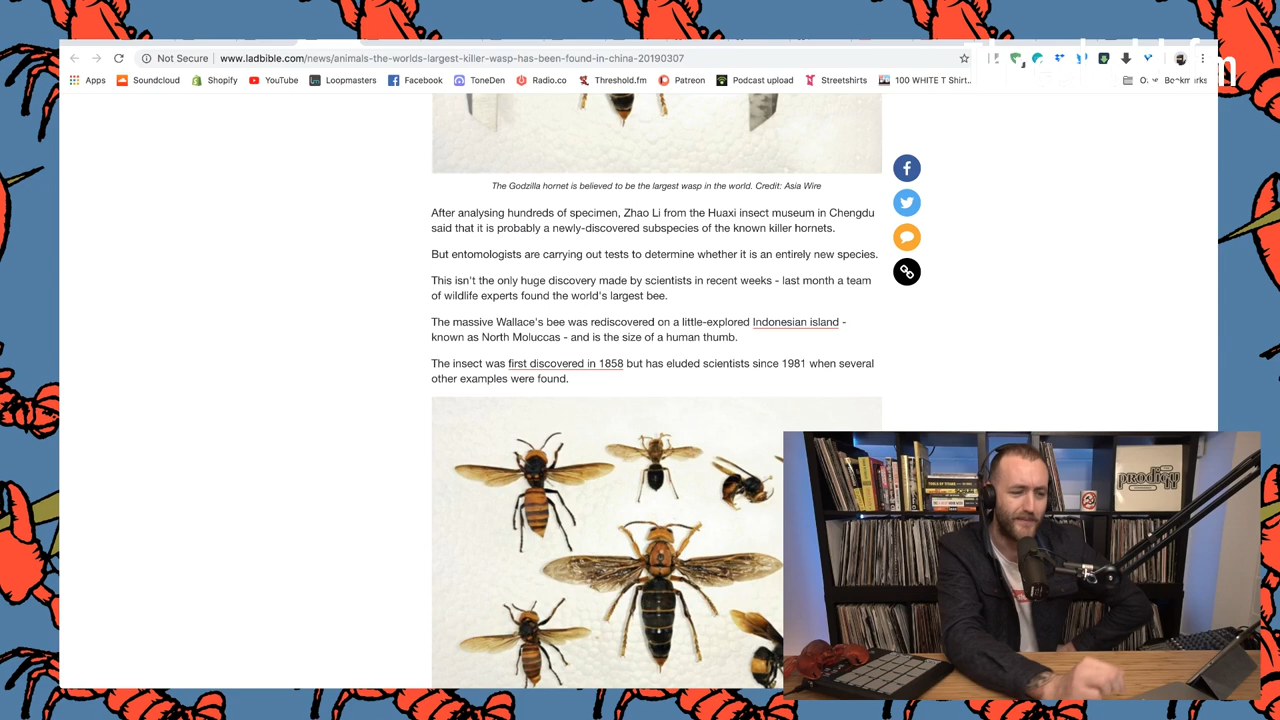 Not Secure
www.ladbible.com/news/animals-the-worlds-largest-killer-wasp-has-been-found-in-china-20190307
Apps Soundcloud Shopify YouTube Loopmasters Facebook ToneDen Radio.co Threshold.fm Patreon Podcast upload Streetshirts 100 WHITE T Shirt..
The Godzilla hornet is believed to be the largest wasp in the world. Credit: Asia Wire
After analysing hundreds of specimen, Zhao Li from the Huaxi insect museum in Chengdu
said that it is probably a newly-discovered subspecies of the known killer hornets.
But entomologists are carrying out tests to determine whether it is an entirely new species.
This isn't the only huge discovery made by scientists in recent weeks - last month a team
of wildlife experts found the world's largest bee.
The massive Wallace's bee was rediscovered on a little-explored Indonesian island -
known as North Moluccas - and is the size of a human thumb.
The insect was first discovered in 1858 but has eluded scientists since 1981 when several
other examples were found.
prodigy